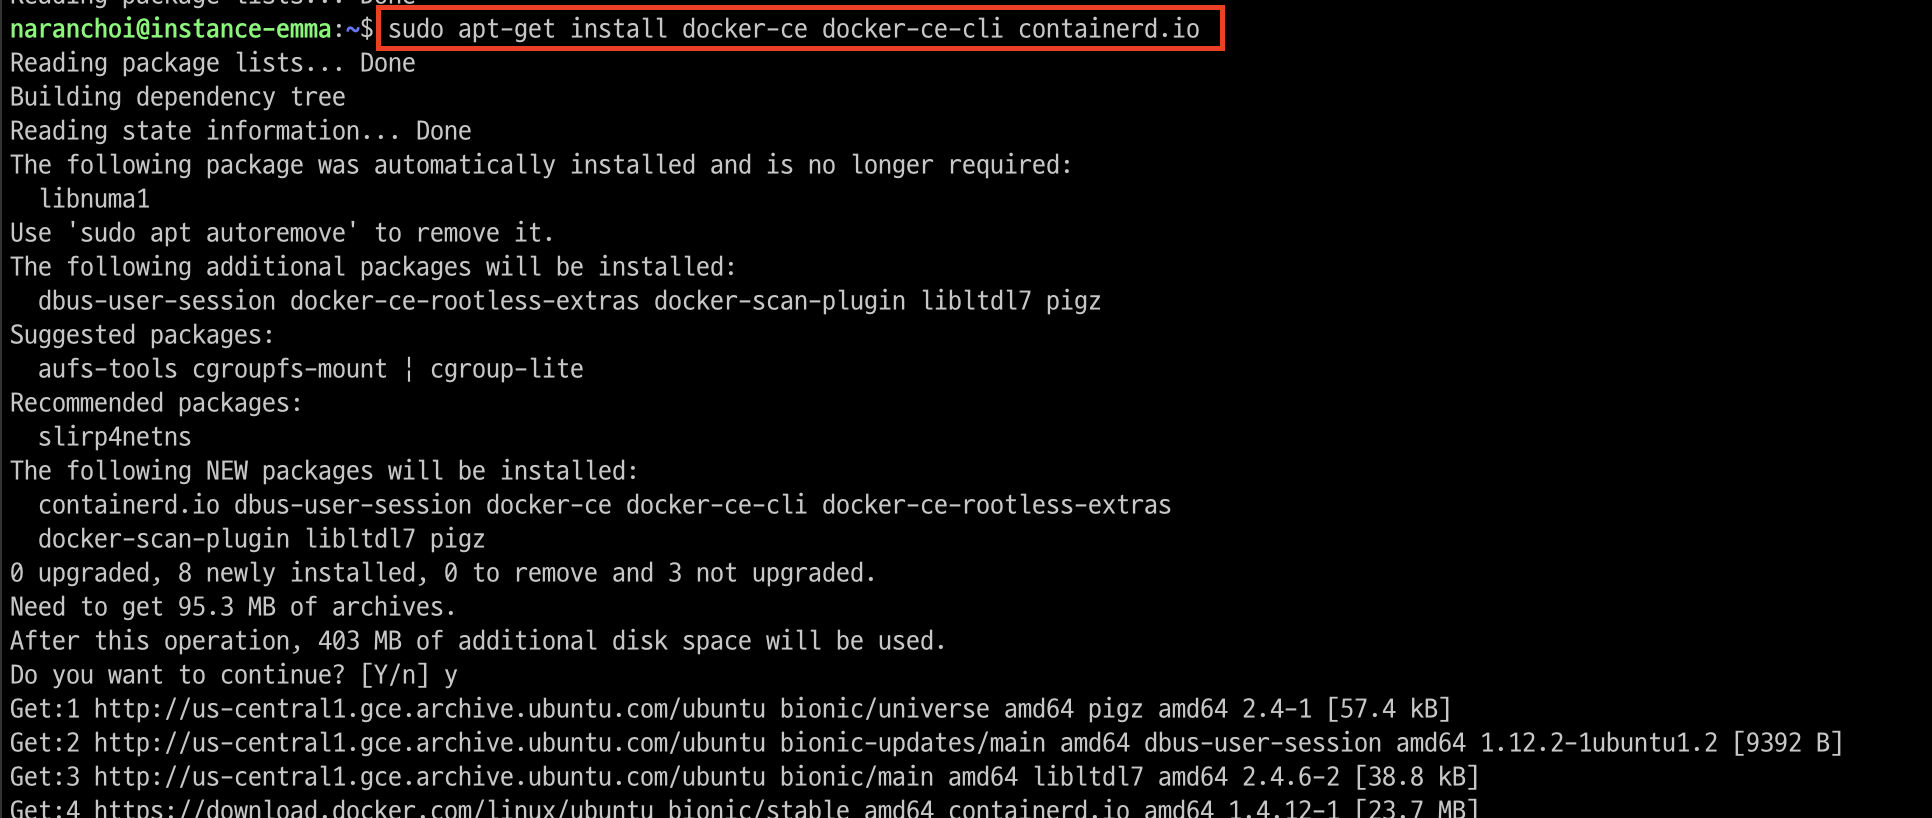 Reading package lists... Done
naranchoi@instance-emma:~$ sudo apt-get install docker-ce docker-ce-cli containerd.io
Reading package lists... Done
Building dependency tree
Reading state information... Done
The following package was automatically installed and is no longer required:
  libnuma1
Use 'sudo apt autoremove' to remove it.
The following additional packages will be installed:
  dbus-user-session docker-ce-rootless-extras docker-scan-plugin libltdl7 pigz
Suggested packages:
  aufs-tools cgroupfs-mount | cgroup-lite
Recommended packages:
  slirp4netns
The following NEW packages will be installed:
  containerd.io dbus-user-session docker-ce docker-ce-cli docker-ce-rootless-extras
  docker-scan-plugin libltdl7 pigz
0 upgraded, 8 newly installed, 0 to remove and 3 not upgraded.
Need to get 95.3 MB of archives.
After this operation, 403 MB of additional disk space will be used.
Do you want to continue? [Y/n] y
Get:1 http://us-central1.gce.archive.ubuntu.com/ubuntu bionic/universe amd64 pigz amd64 2.4-1 [57.4 kB]
Get:2 http://us-central1.gce.archive.ubuntu.com/ubuntu bionic-updates/main amd64 dbus-user-session amd64 1.12.2-1ubuntu1.2 [9392 B]
Get:3 http://us-central1.gce.archive.ubuntu.com/ubuntu bionic/main amd64 libltdl7 amd64 2.4.6-2 [38.8 kB]
Get:4 https://download.docker.com/linux/ubuntu bionic/stable amd64 containerd.io amd64 1.4.12-1 [23.7 MB]